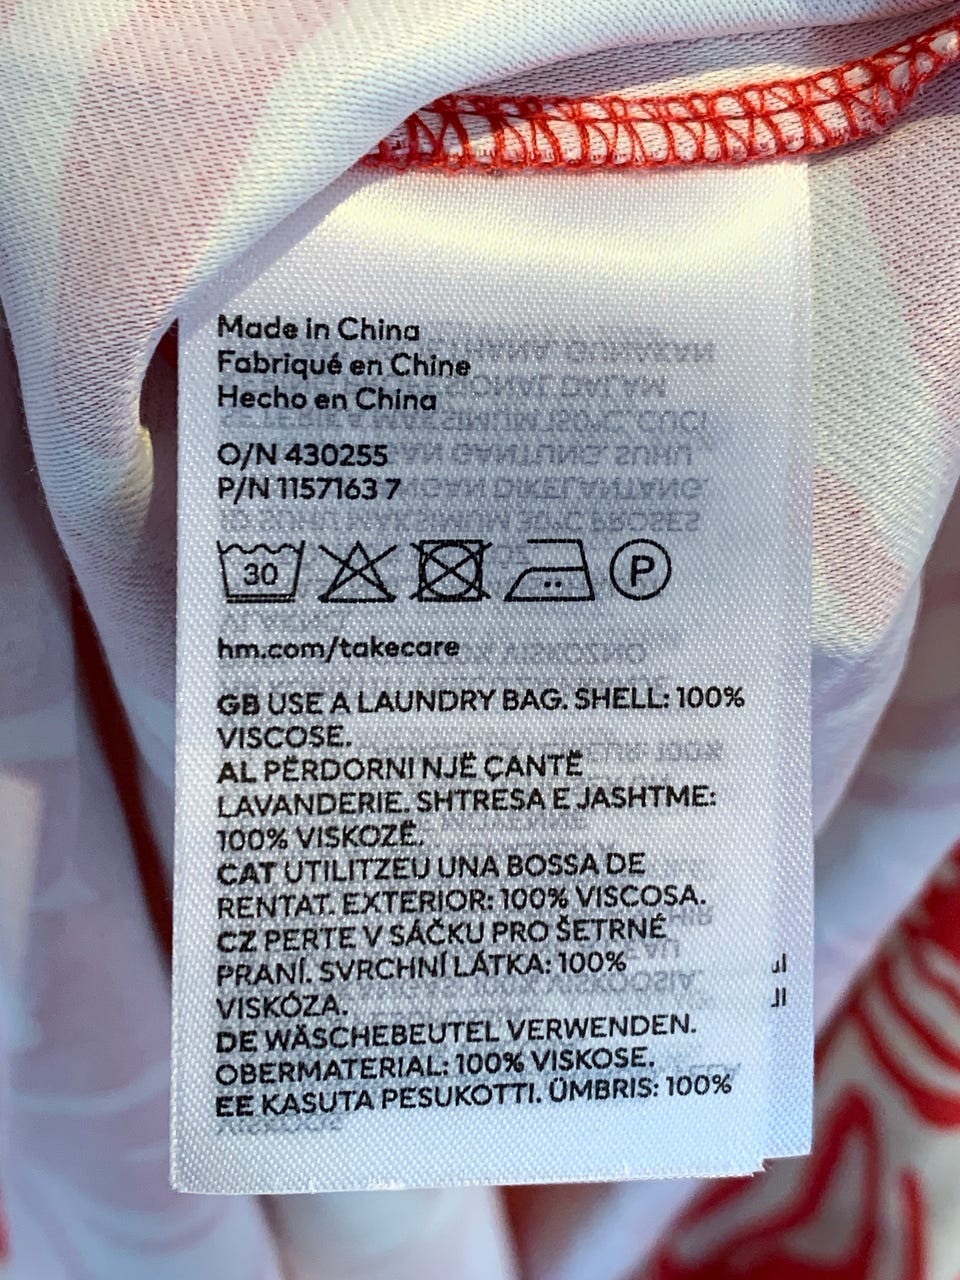 Made in China
Fabriqué en Chine
Hecho en China
O/N 430255
P/N 1157163 7
30
P
hm.com/takecare
GB USE A LAUNDRY BAG. SHELL: 100%
VISCOSE.
AL PËRDORNI NJË ÇANTË
LAVANDERIE. SHTRESA E JASHTME:
100% VISKOZË.
CAT UTILITZEU UNA BOSSA DE
RENTAT. EXTERIOR: 100% VISCOSA.
CZ PERTE V SÁČKU PRO ŠETRNÉ
PRANÍ. SVRCHNÍ LÁTKA: 100%
VISKÓZA.
DE WÄSCHEBEUTEL VERWENDEN.
OBERMATERIAL: 100% VISKOSE.
EE KASUTA PESUKOTTI. ÜMBRIS: 100%